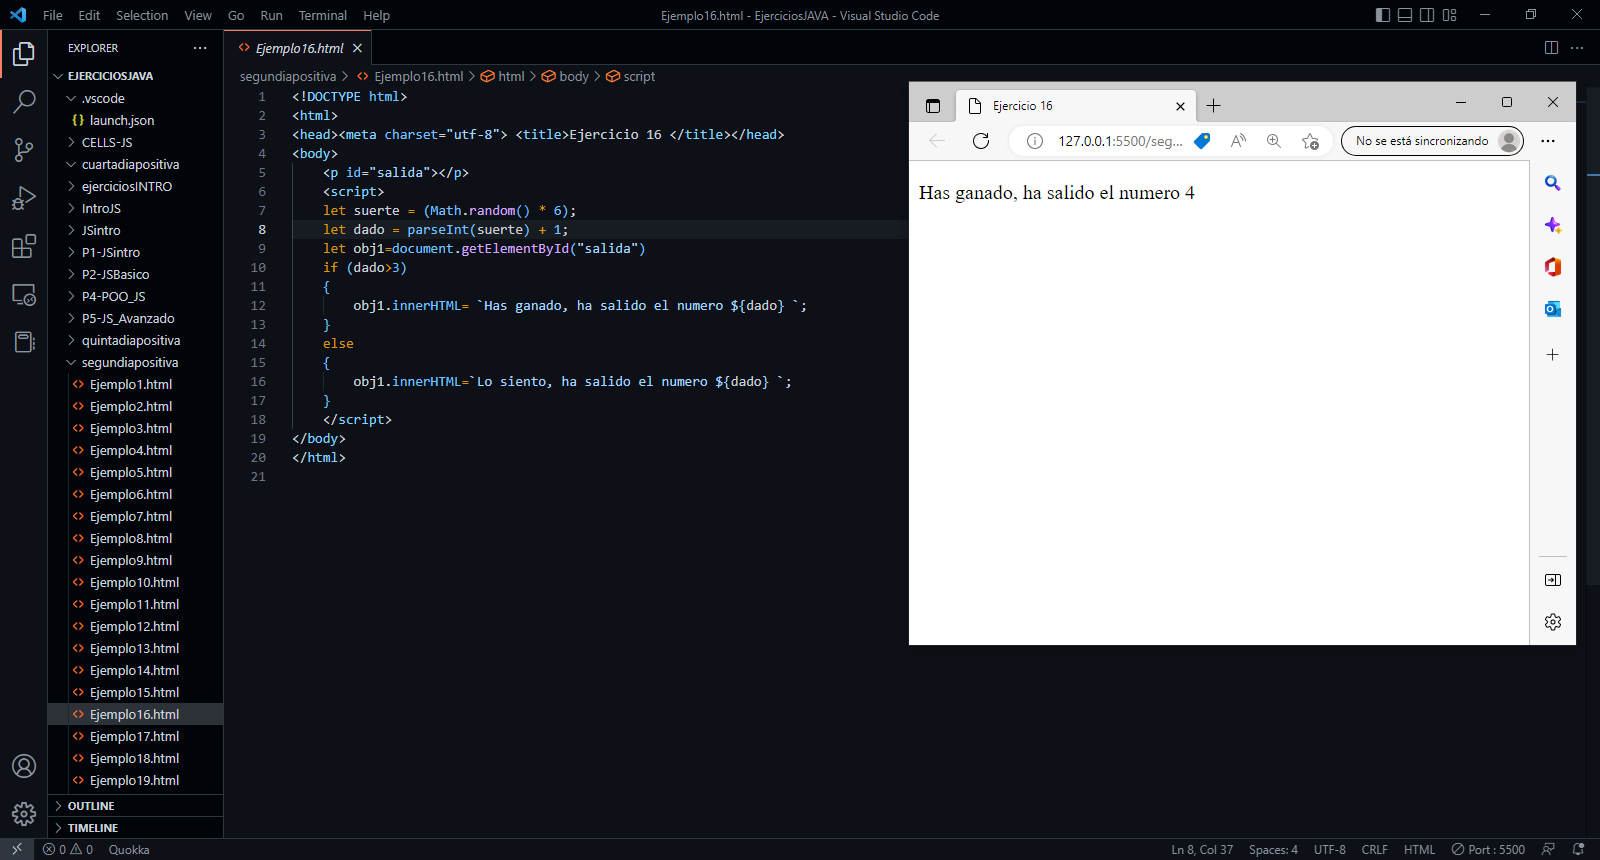 File Edit Selection View Go Run Terminal Help
Ejemplo16.html - EjerciciosJAVA - Visual Studio Code
EXPLORER
EJERCICIOSJAVA
.vscode
{} launch.json
CELLS-JS
cuartadiapositiva
ejerciciosINTRO
IntroJS
JSintro
P1-JSintro
P2-JSBasico
P4-POO_JS
P5-JS_Avanzado
quintadiapositiva
segundiapositiva
Ejemplo1.html
Ejemplo2.html
Ejemplo3.html
Ejemplo4.html
Ejemplo5.html
Ejemplo6.html
Ejemplo7.html
Ejemplo8.html
Ejemplo9.html
Ejemplo10.html
Ejemplo11.html
Ejemplo12.html
Ejemplo13.html
Ejemplo14.html
Ejemplo15.html
Ejemplo16.html
Ejemplo17.html
Ejemplo18.html
Ejemplo19.html
OUTLINE
TIMELINE
Ejemplo16.html
segundiapositiva > Ejemplo16.html > html > body > script
1 <!DOCTYPE html>
2 <html>
3 <head><meta charset="utf-8"> <title>Ejercicio 16 </title></head>
4 <body>
5 <p id="salida"></p>
6 <script>
7 let suerte = (Math.random() * 6);
8 let dado = parseInt(suerte) + 1;
9 let obj1=document.getElementById("salida")
10 if (dado>3)
11 {
12 obj1.innerHTML= `Has ganado, ha salido el numero ${dado} `;
13 }
14 else
15 {
16 obj1.innerHTML=`Lo siento, ha salido el numero ${dado} `;
17 }
18 </script>
19 </body>
20 </html>
21
Ejercicio 16
127.0.0.1:5500/seg...
No se está sincronizando
Has ganado, ha salido el numero 4
0 0 Quokka
Ln 8, Col 37 Spaces: 4 UTF-8 CRLF HTML Port : 5500